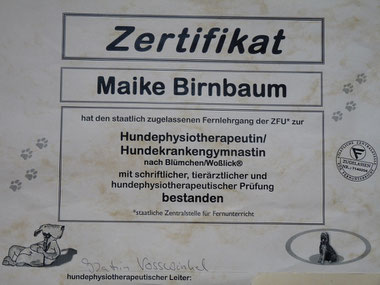 Zertifikat
Maike Birnbaum
hat den staatlich zugelassenen Fernlehrgang der ZFU* zur
Hundephysiotherapeutin/
Hundekrankengymnastin
nach Blümchen/Woßlick®
mit schriftlicher, tierärztlicher und
hundephysiotherapeutischer Prüfung
bestanden
*staatliche Zentralstelle für Fernunterricht
ZUGELASSEN
hundephysiotherapeutischer Leiter: